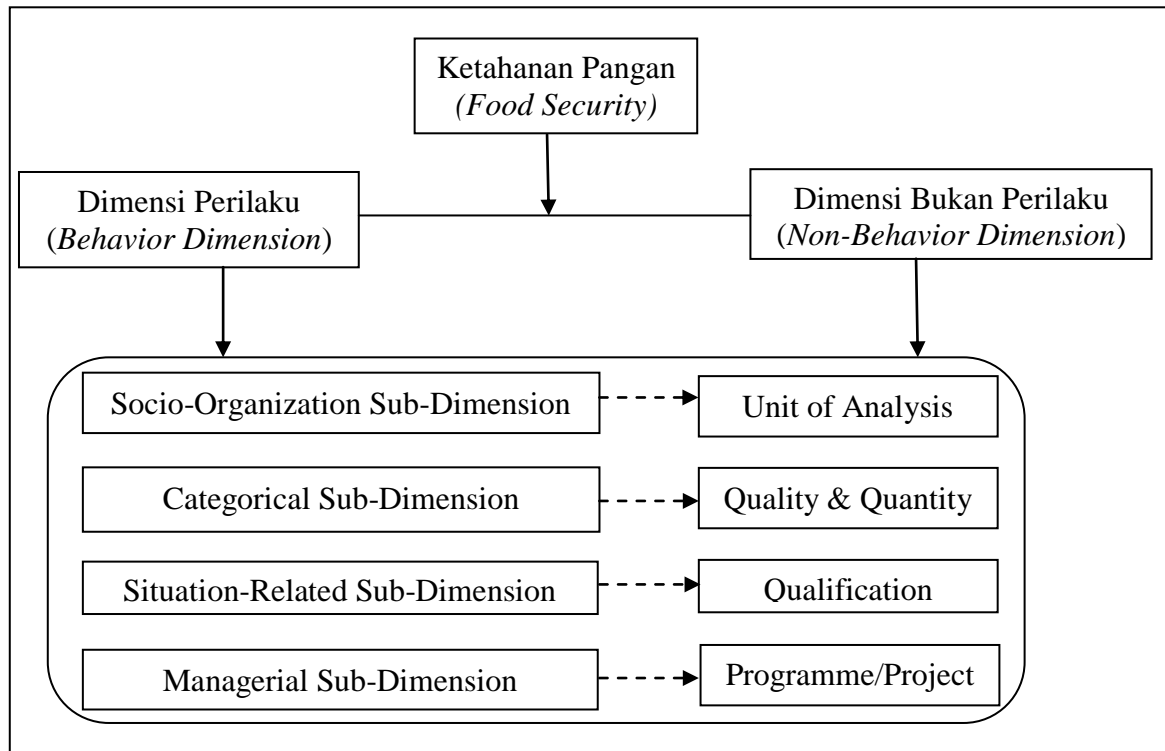 Ketahanan Pangan
(Food Security)
Dimensi Perilaku
(Behavior Dimension)
Dimensi Bukan Perilaku
(Non-Behavior Dimension)
Socio-Organization Sub-Dimension
Unit of Analysis
Categorical Sub-Dimension
Quality & Quantity
Situation-Related Sub-Dimension
Qualification
Managerial Sub-Dimension
Programme/Project